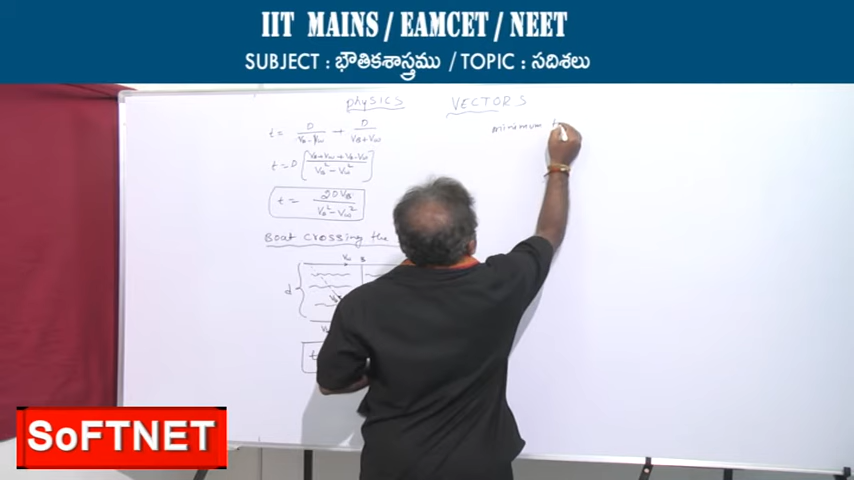 IIT MAINS / EAMCET / NEET
SUBJECT : భౌతికశాస్త్రము / TOPIC : సదిశలు
physics VECTORS
minimum
t = D/(VB - VW) + D/(VB + VW)
t = D [(VB + VW + VB - VW)/(VB² - VW²)]
t = 2DVB/(VB² - VW²)
Boat crossing the
VW B
d
SoFTNET